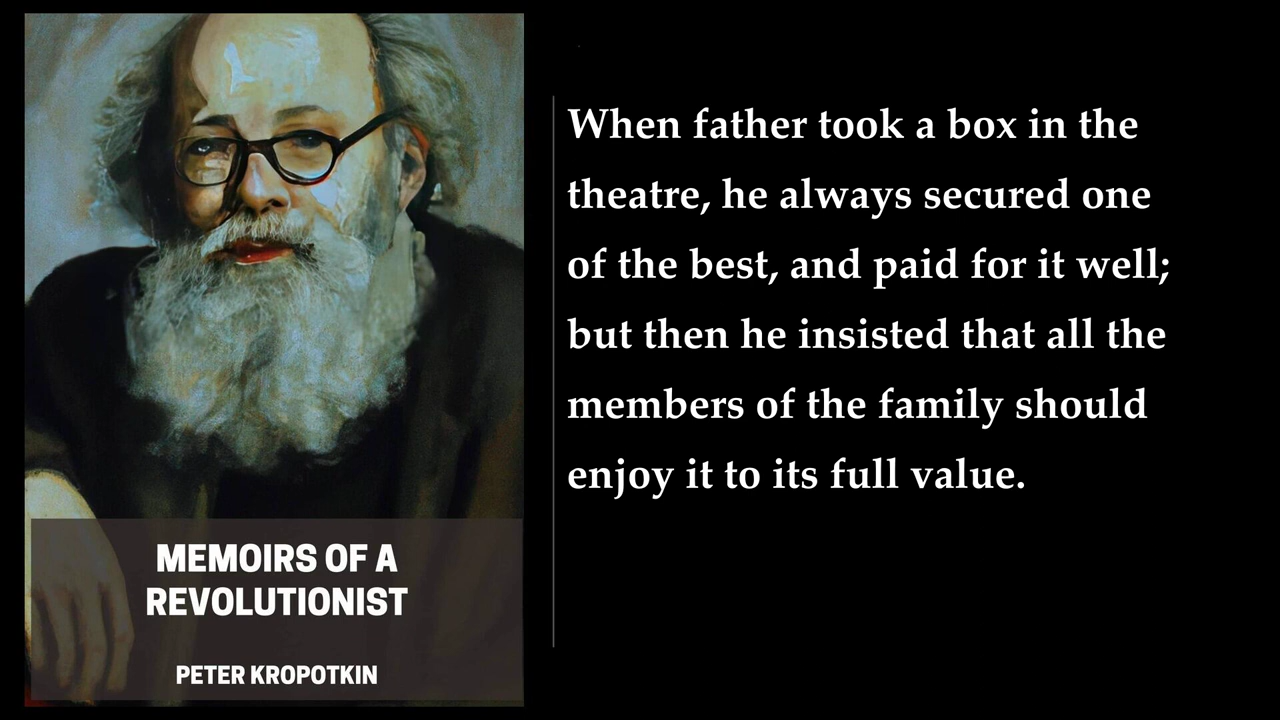 When father took a box in the
theatre, he always secured one
of the best, and paid for it well;
but then he insisted that all the
members of the family should
enjoy it to its full value.
MEMOIRS OF A
REVOLUTIONIST
PETER KROPOTKIN